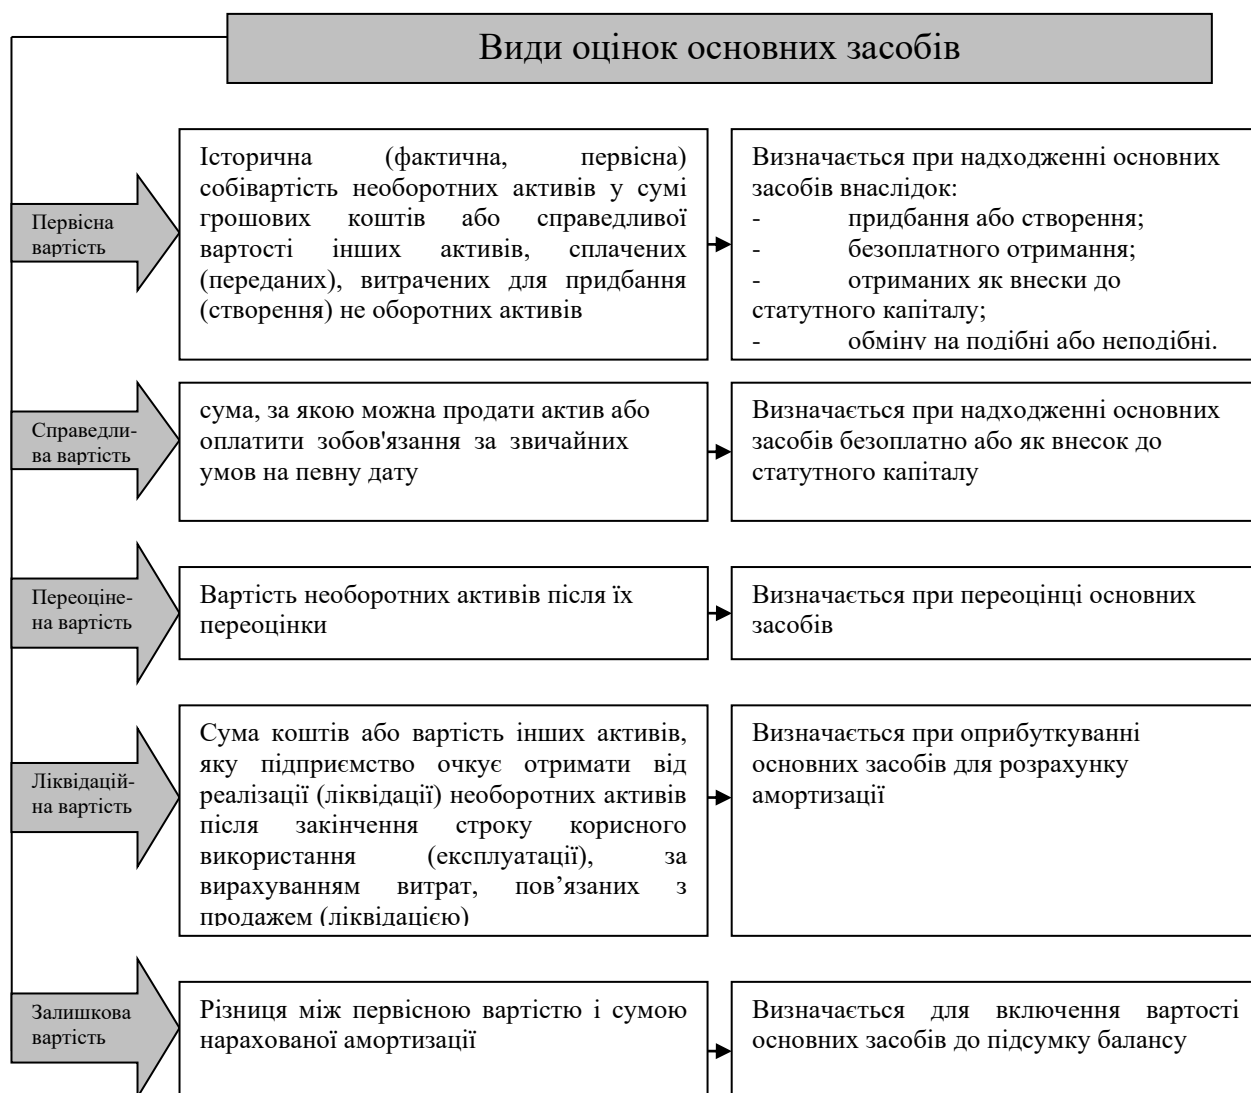 Види оцінок основних засобів
Первісна
вартість
Історична (фактична, первісна)
собівартість необоротних активів у сумі
грошових коштів або справедливої
вартості інших активів, сплачених
(переданих), витрачених для придбання
(створення) не оборотних активів
Визначається при надходженні основних
засобів внаслідок:
- придбання або створення;
- безоплатного отримання;
- отриманих як внески до
статутного капіталу;
- обміну на подібні або неподібні.
Справедли-
ва вартість
сума, за якою можна продати актив або
оплатити зобов'язання за звичайних
умов на певну дату
Визначається при надходженні основних
засобів безоплатно або як внесок до
статутного капіталу
Переоціне-
на вартість
Вартість необоротних активів після їх
переоцінки
Визначається при переоцінці основних
засобів
Ліквідацій-
на вартість
Сума коштів або вартість інших активів,
яку підприємство очкує отримати від
реалізації (ліквідації) необоротних активів
після закінчення строку корисного
використання (експлуатації), за
вирахуванням витрат, пов’язаних з
продажем (ліквідацією)
Визначається при оприбуткуванні
основних засобів для розрахунку
амортизації
Залишкова
вартість
Різниця між первісною вартістю і сумою
нарахованої амортизації
Визначається для включення вартості
основних засобів до підсумку балансу